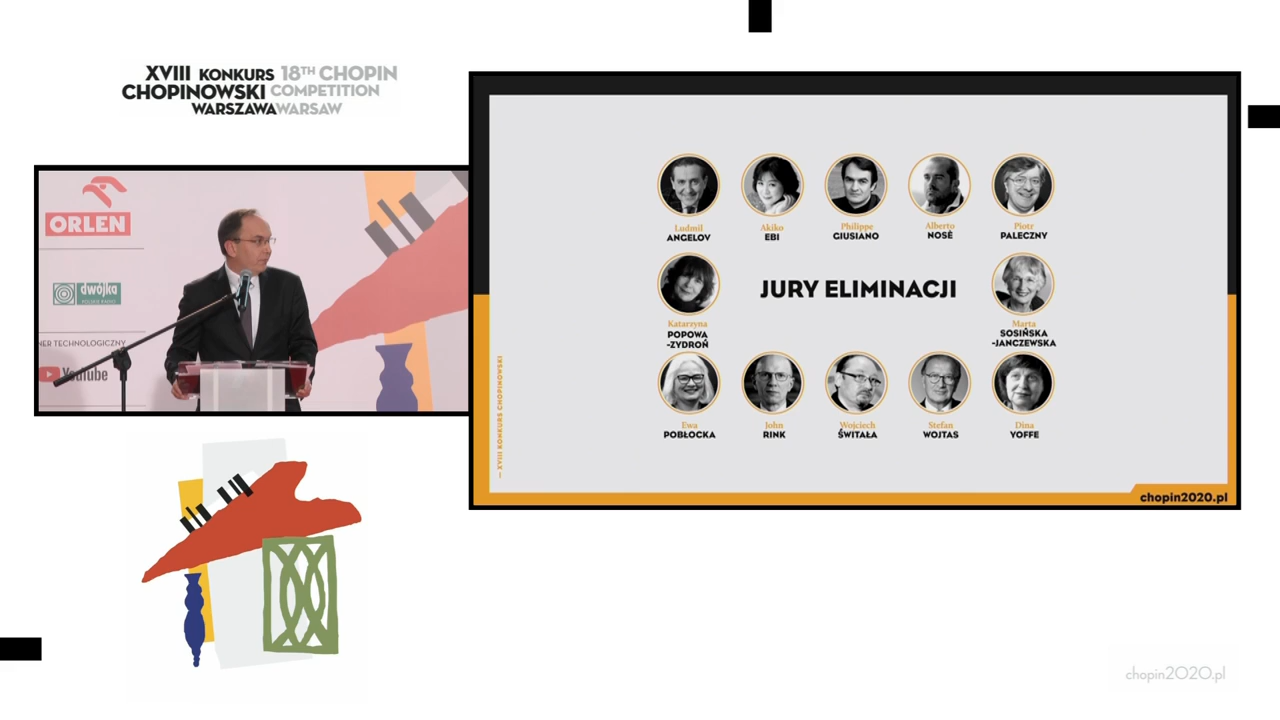 XVIII KONKURS 18TH CHOPIN
CHOPINOWSKI COMPETITION
WARSZAWA WARSAW
ORLEN
dwójka
POLSKIE RADIO
NER TECHNOLOGICZNY
YouTube
Ludmil
ANGELOV
Akiko
EBI
Philippe
GIUSIANO
Alberto
NOSÈ
Piotr
PALECZNY
Katarzyna
POPOWA
-ZYDROŃ
JURY ELIMINACJI
Marta
SOSIŃSKA
-JANCZEWSKA
Ewa
POBŁOCKA
John
RINK
Wojciech
ŚWITAŁA
Stefan
WOJTAS
Dina
YOFFE
— XVIII KONKURS CHOPINOWSKI
chopin2020.pl
chopin2020.pl